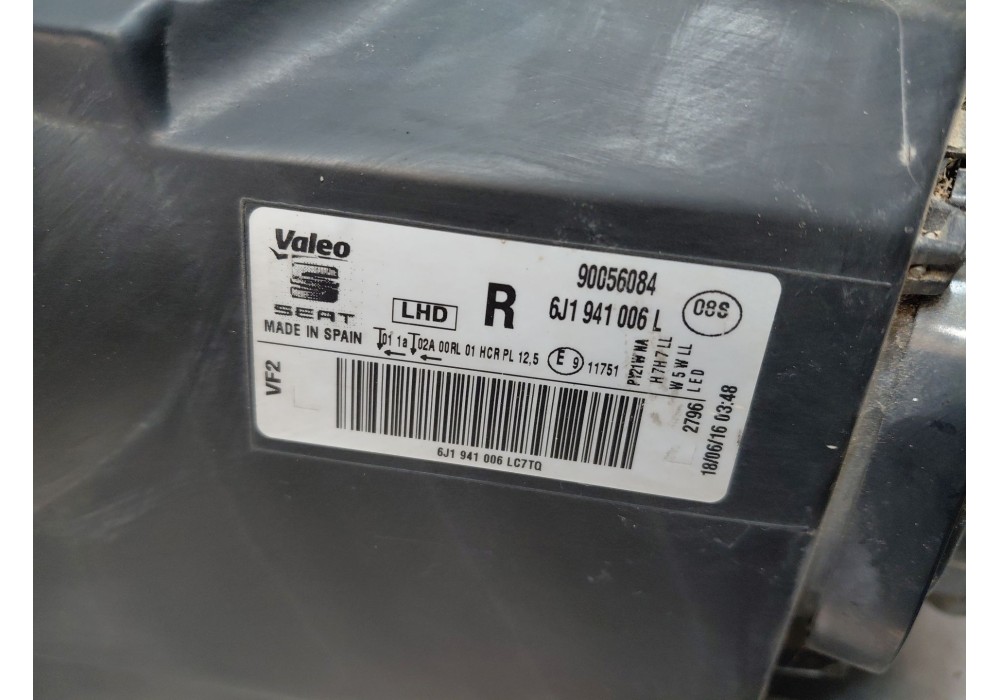 Valeo
SEAT
MADE IN SPAIN
LHD
R
90056084
6J1 941 006 L
08S
01 1a 02A 00RL 01 HCR PL 12,5
E 9
11751
PY21W NA
H7H7 LL
W5W LL
LED
VF2
6J1 941 006 LC7TQ
2796
18/06/16 03:48